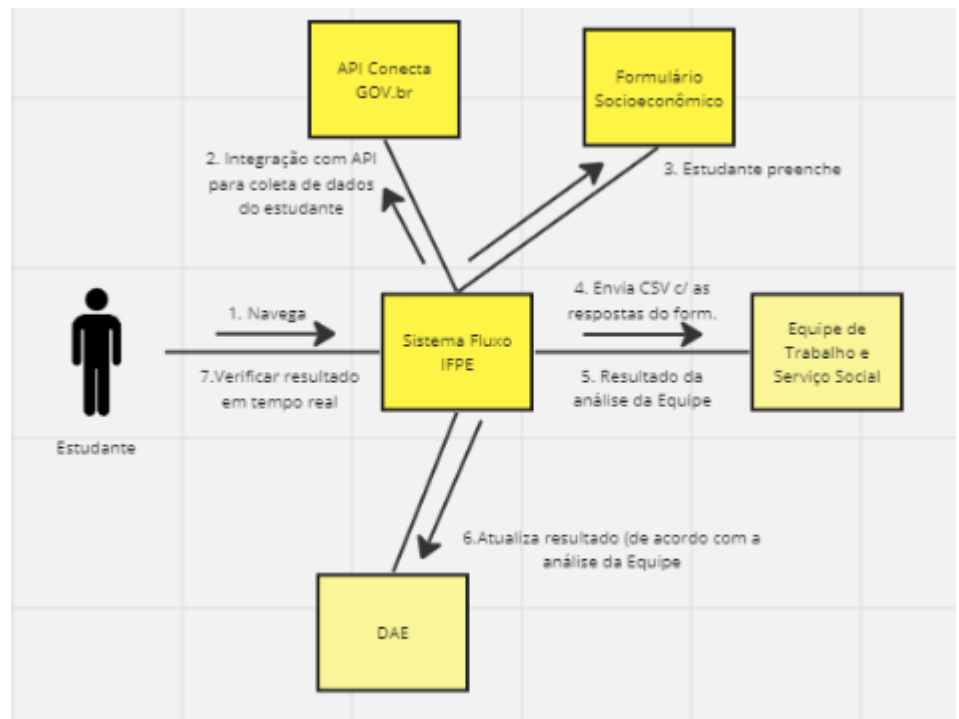 API Conecta
GOV.br
Formulário
Socioeconômico
2. Integração com API
para coleta de dados
do estudante
3. Estudante preenche
1. Navega
Sistema Fluxo
IFPE
4. Envia CSV c/ as
respostas do form.
Equipe de
Trabalho e
Serviço Social
7.Verificar resultado
em tempo real
5. Resultado da
análise da Equipe
Estudante
6.Atualiza resultado (de acordo com a
análise da Equipe
DAE